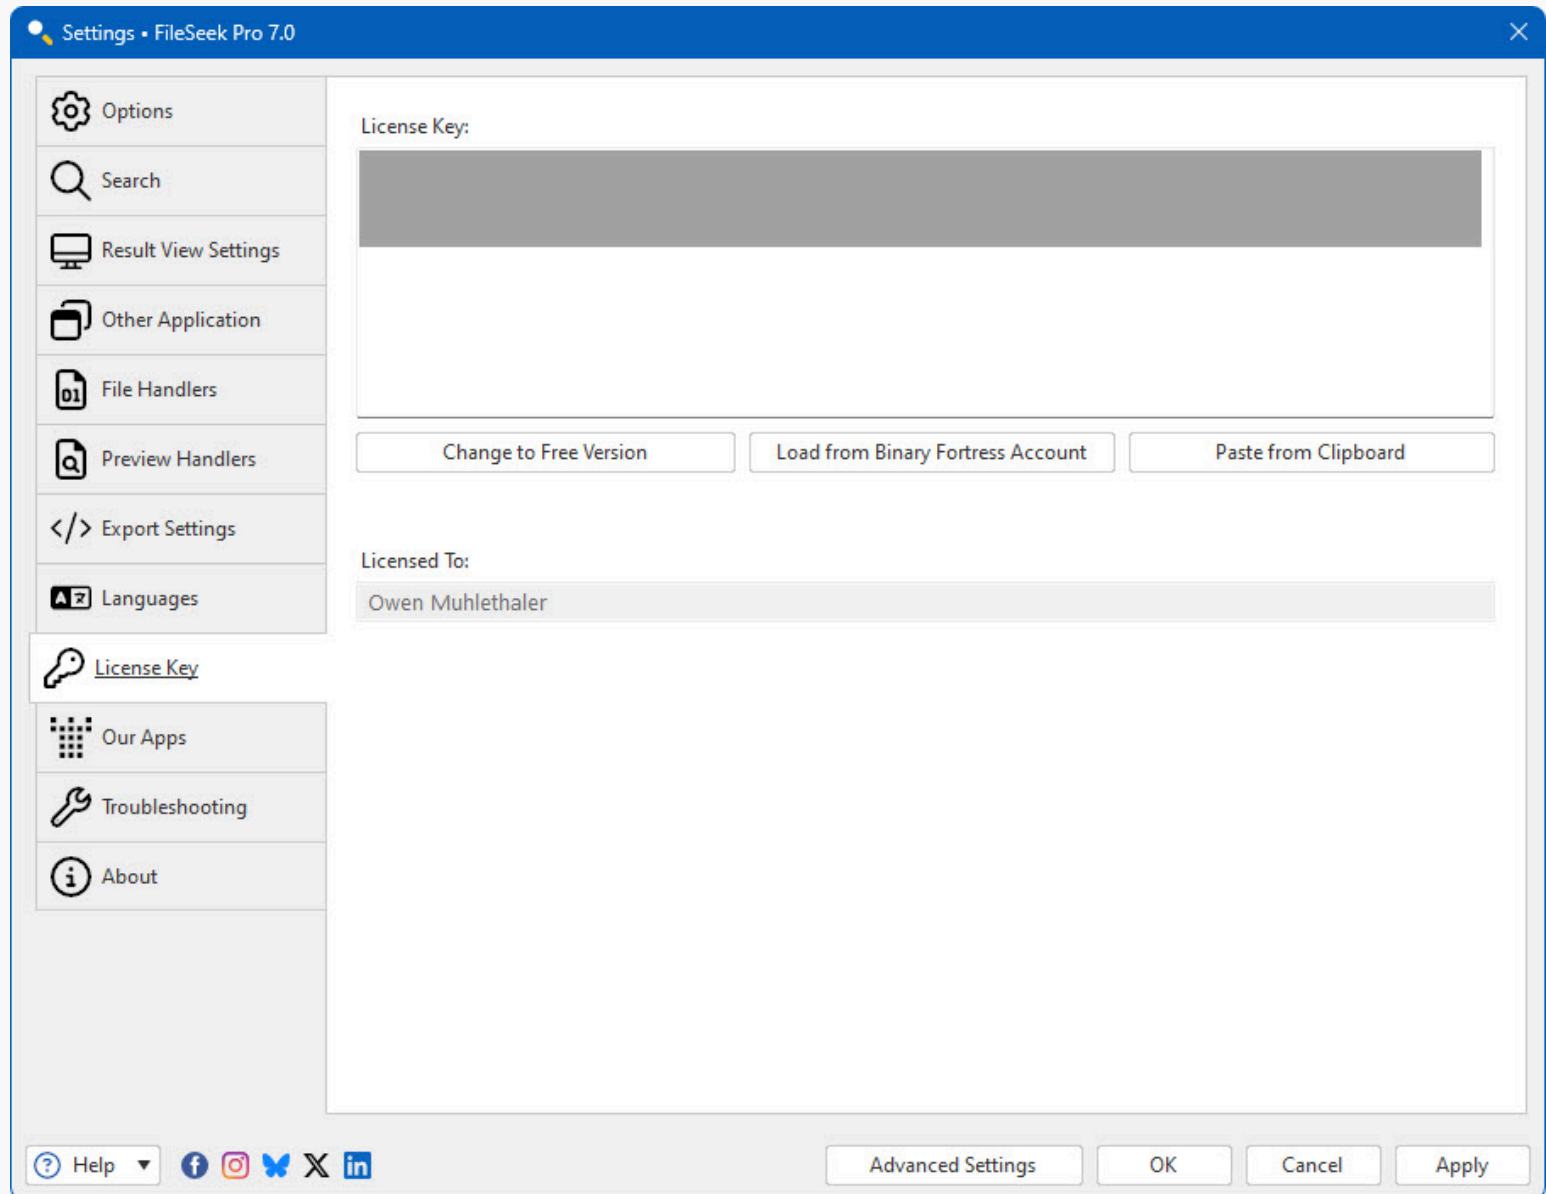 Settings • FileSeek Pro 7.0
Options
Search
Result View Settings
Other Application
File Handlers
Preview Handlers
Export Settings
Languages
License Key
Our Apps
Troubleshooting
About
License Key:
Change to Free Version
Load from Binary Fortress Account
Paste from Clipboard
Licensed To:
Owen Muhlethaler
Help
Advanced Settings
OK
Cancel
Apply